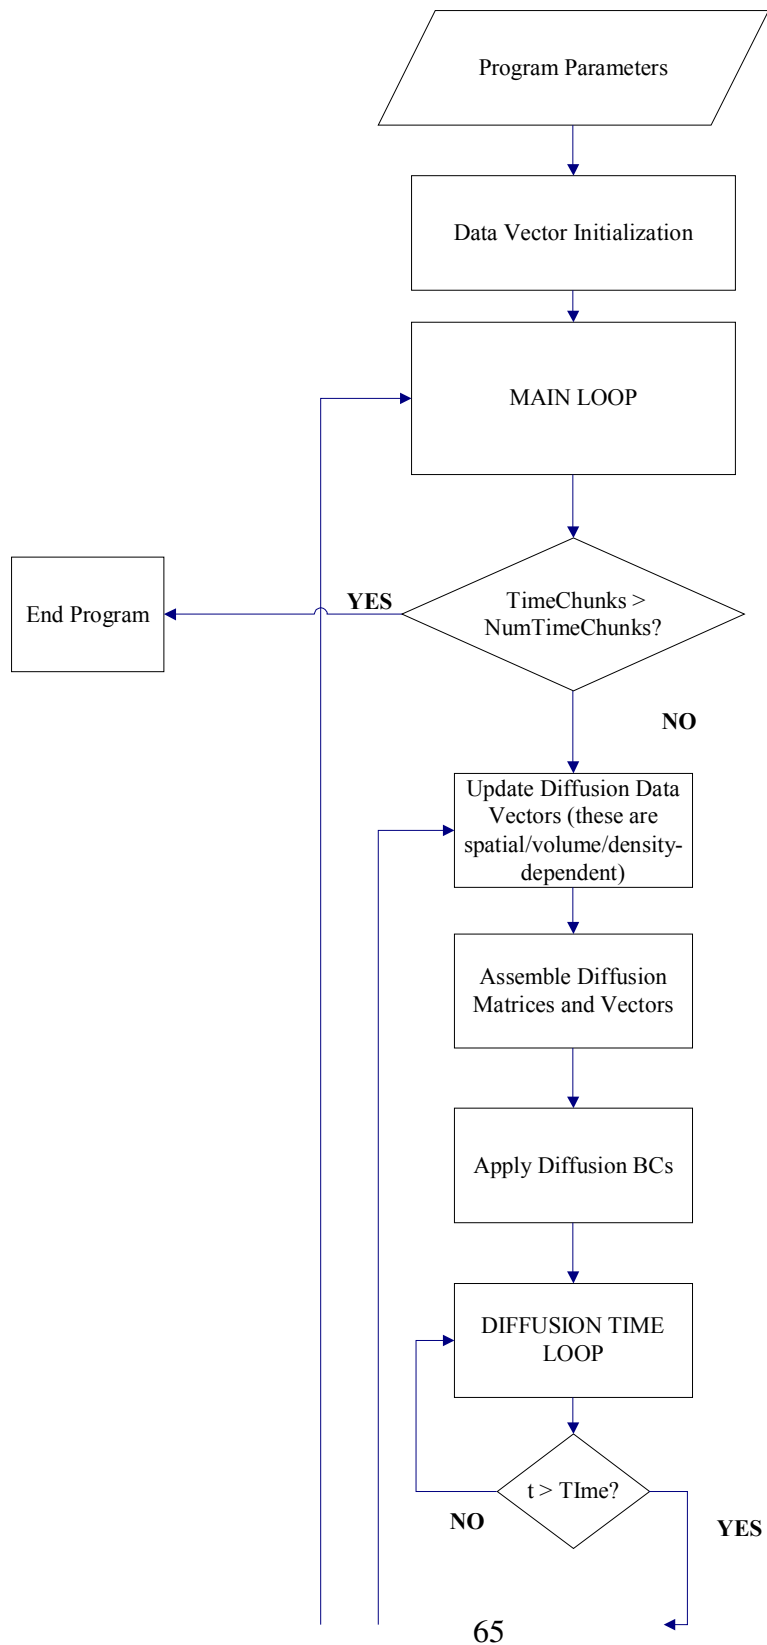 Program Parameters
Data Vector Initialization
MAIN LOOP
End Program
YES
TimeChunks >
NumTimeChunks?
NO
Update Diffusion Data
Vectors (these are
spatial/volume/density-
dependent)
Assemble Diffusion
Matrices and Vectors
Apply Diffusion BCs
DIFFUSION TIME
LOOP
t > TIme?
NO
YES
65